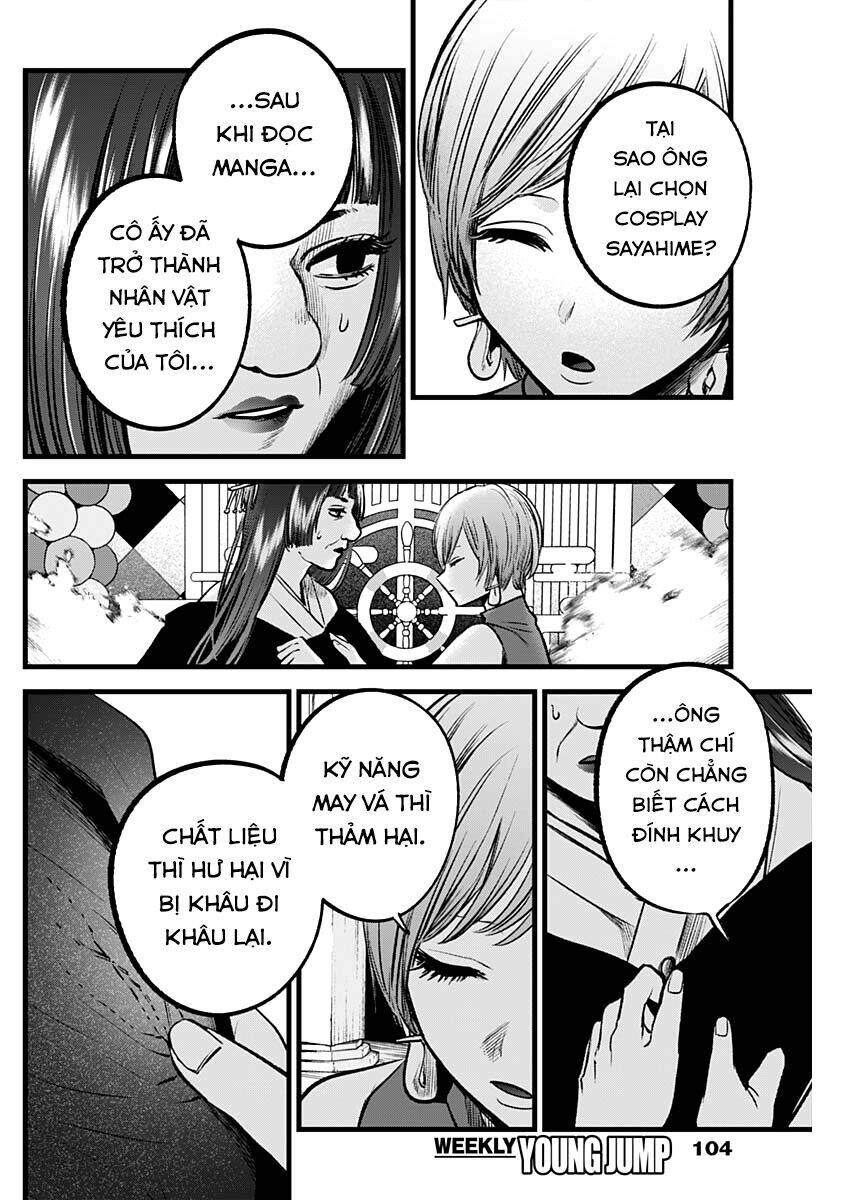 TẠI
SAO ÔNG
LẠI CHỌN
COSPLAY
SAYAHIME?
...SAU
KHI ĐỌC
MANGA...
CÔ ẤY ĐÃ
TRỞ THÀNH
NHÂN VẬT
YÊU THÍCH
CỦA TÔI...
...ÔNG
THẬM CHÍ
CÒN CHẲNG
BIẾT CÁCH
ĐÍNH KHUY
...
KỸ NĂNG
MAY VÁ THÌ
THẢM HẠI.
CHẤT LIỆU
THÌ HƯ HẠI VÌ
BỊ KHÂU ĐI
KHÂU LẠI.
WEEKLY YOUNG JUMP 104